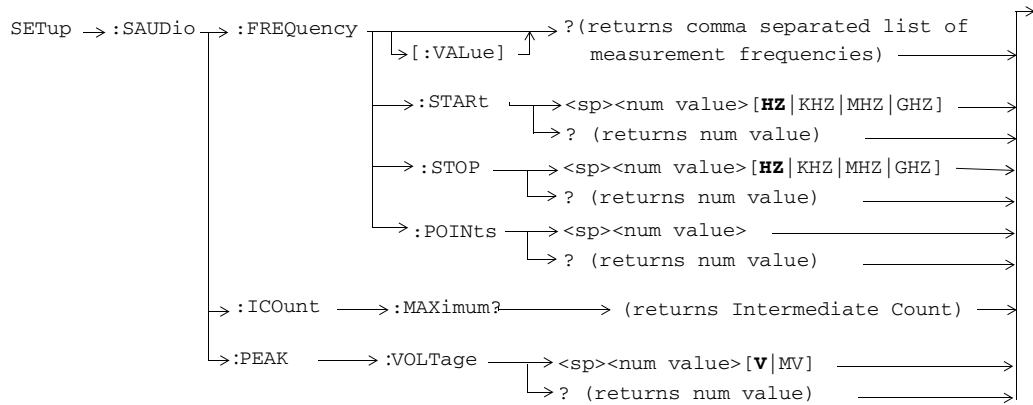 SETup :SAUDio :FREQuency ?(returns comma separated list of
[:VALue] measurement frequencies)
:STARt <sp><num value>[HZ|KHZ|MHZ|GHZ]
? (returns num value)
:STOP <sp><num value>[HZ|KHZ|MHZ|GHZ]
? (returns num value)
:POINts <sp><num value>
? (returns num value)
:ICOunt :MAXimum? (returns Intermediate Count)
:PEAK :VOLTage <sp><num value>[V|MV]
? (returns num value)